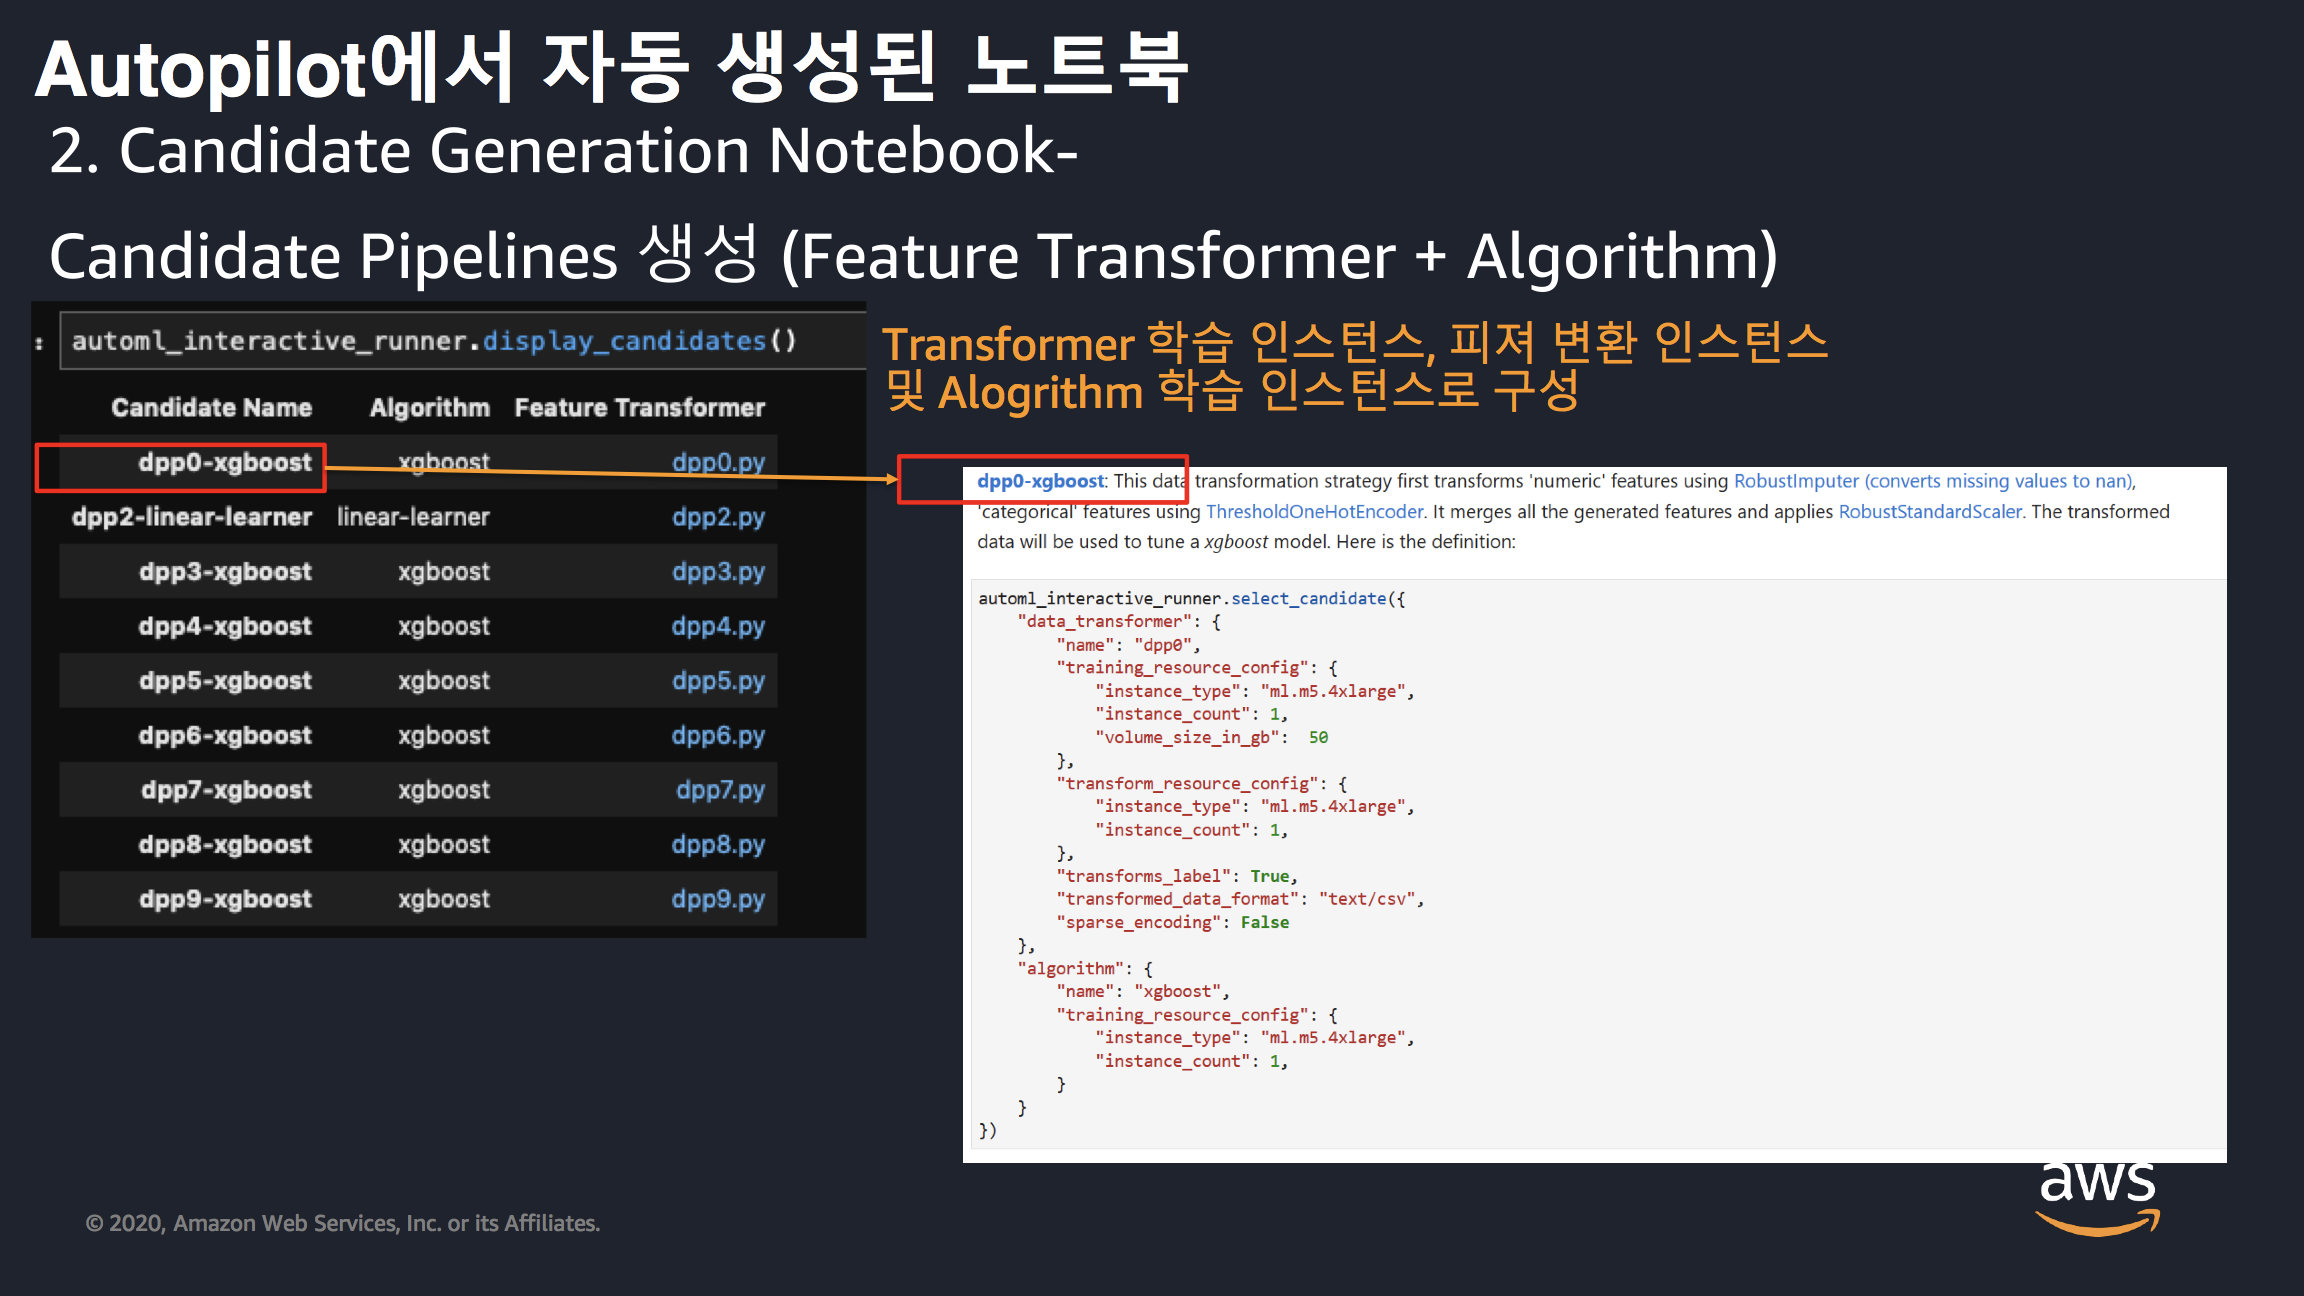 Autopilot에서 자동 생성된 노트북
2. Candidate Generation Notebook-
Candidate Pipelines 생성 (Feature Transformer + Algorithm)
: automl_interactive_runner.display_candidates()
Candidate Name Algorithm Feature Transformer
dpp0-xgboost xgboost dpp0.py
dpp2-linear-learner linear-learner dpp2.py
dpp3-xgboost xgboost dpp3.py
dpp4-xgboost xgboost dpp4.py
dpp5-xgboost xgboost dpp5.py
dpp6-xgboost xgboost dpp6.py
dpp7-xgboost xgboost dpp7.py
dpp8-xgboost xgboost dpp8.py
dpp9-xgboost xgboost dpp9.py
Transformer 학습 인스턴스, 피져 변환 인스턴스
및 Alogrithm 학습 인스턴스로 구성
dpp0-xgboost: This data transformation strategy first transforms 'numeric' features using RobustImputer (converts missing values to nan),
'categorical' features using ThresholdOneHotEncoder. It merges all the generated features and applies RobustStandardScaler. The transformed
data will be used to tune a xgboost model. Here is the definition:
automl_interactive_runner.select_candidate({
    "data_transformer": {
        "name": "dpp0",
        "training_resource_config": {
            "instance_type": "ml.m5.4xlarge",
            "instance_count": 1,
            "volume_size_in_gb":  50
        },
        "transform_resource_config": {
            "instance_type": "ml.m5.4xlarge",
            "instance_count": 1,
        },
        "transforms_label": True,
        "transformed_data_format": "text/csv",
        "sparse_encoding": False
    },
    "algorithm": {
        "name": "xgboost",
        "training_resource_config": {
            "instance_type": "ml.m5.4xlarge",
            "instance_count": 1,
        }
    }
})
© 2020, Amazon Web Services, Inc. or its Affiliates.
aws